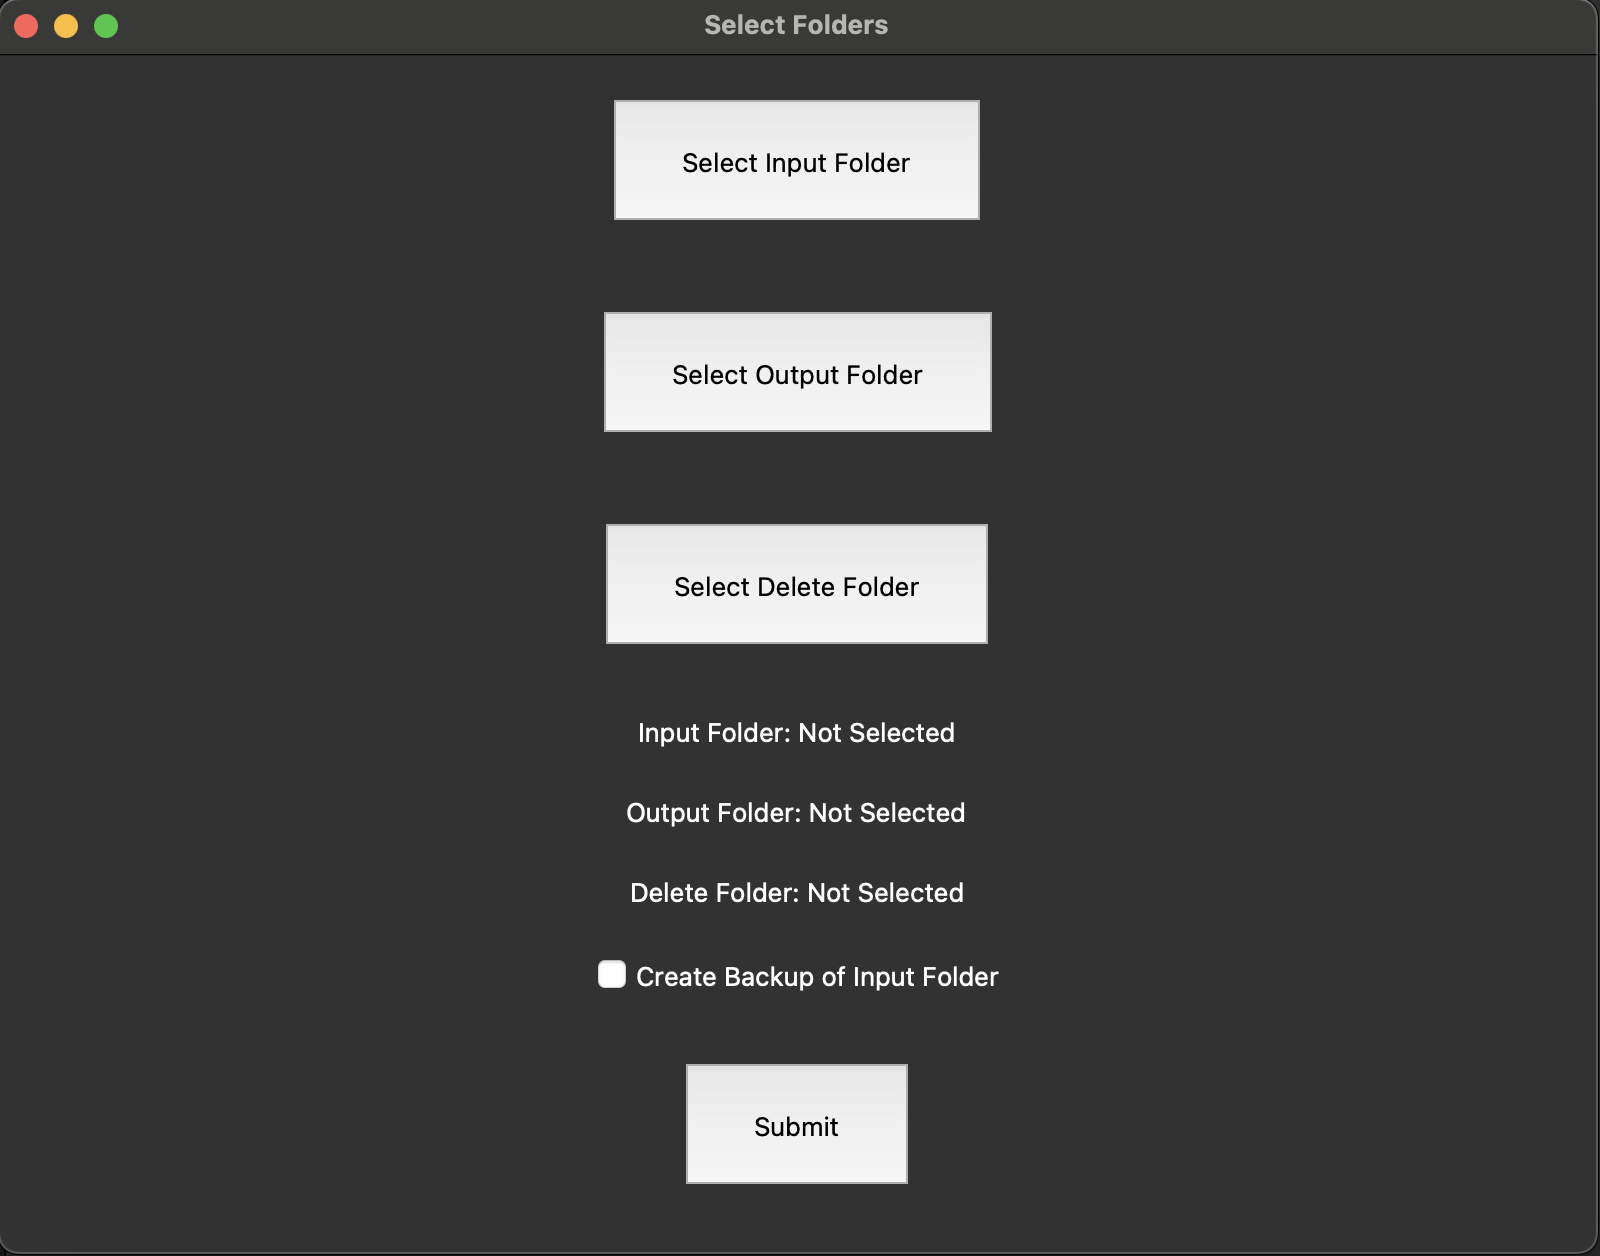 Select Folders
Select Input Folder
Select Output Folder
Select Delete Folder
Input Folder: Not Selected
Output Folder: Not Selected
Delete Folder: Not Selected
Create Backup of Input Folder
Submit